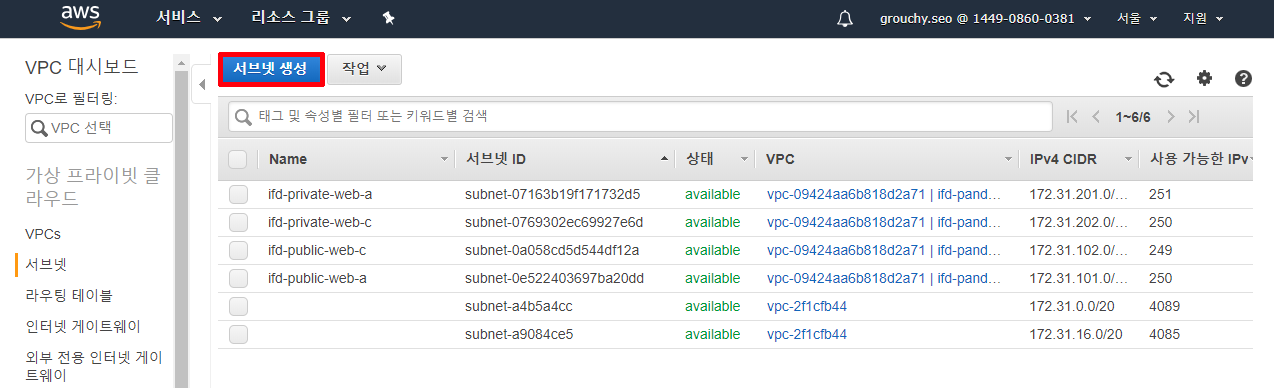 aws 서비스 리소스 그룹 grouchy.seo @ 1449-0860-0381 서울 지원
VPC 대시보드
VPC로 필터링:
VPC 선택
가상 프라이빗 클
라우드
VPCs
서브넷
라우팅 테이블
인터넷 게이트웨이
외부 전용 인터넷 게이
트웨이
서브넷 생성 작업
태그 및 속성별 필터 또는 키워드별 검색 1~6/6
Name 서브넷 ID 상태 VPC IPv4 CIDR 사용 가능한 IPv
ifd-private-web-a subnet-07163b19f171732d5 available vpc-09424aa6b818d2a71 | ifd-pand… 172.31.201.0/… 251
ifd-private-web-c subnet-0769302ec69927e6d available vpc-09424aa6b818d2a71 | ifd-pand… 172.31.202.0/… 250
ifd-public-web-c subnet-0a058cd5d544df12a available vpc-09424aa6b818d2a71 | ifd-pand… 172.31.102.0/… 249
ifd-public-web-a subnet-0e522403697ba20dd available vpc-09424aa6b818d2a71 | ifd-pand… 172.31.101.0/… 250
subnet-a4b5a4cc available vpc-2f1cfb44 172.31.0.0/20 4089
subnet-a9084ce5 available vpc-2f1cfb44 172.31.16.0/20 4085